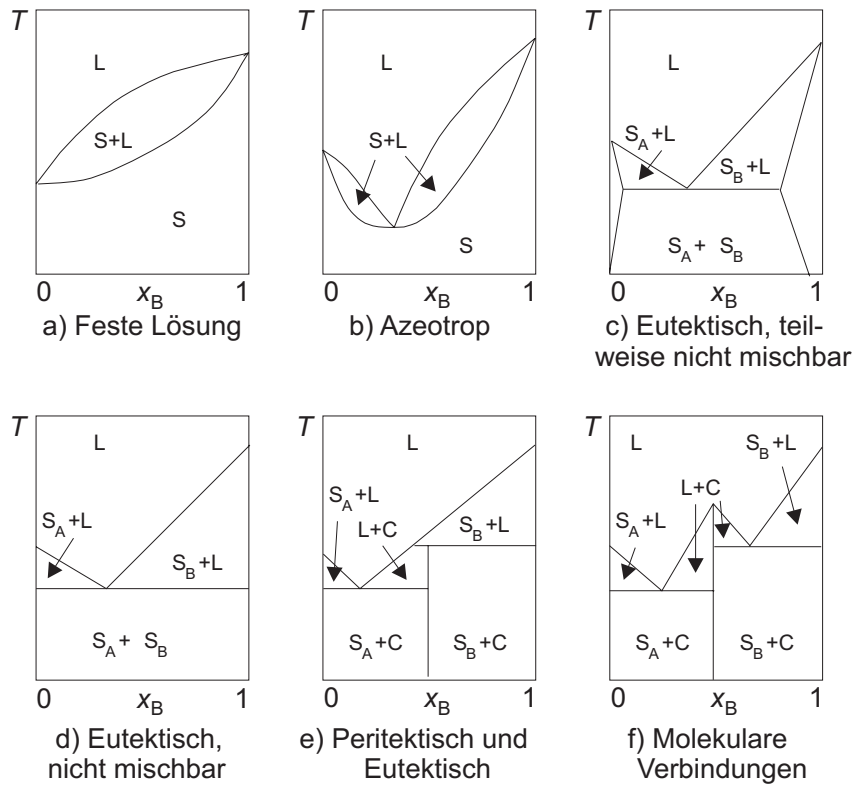 T
L
S+L
S
0
x_B
1
a) Feste Lösung
T
L
S+L
S
0
x_B
1
b) Azeotrop
T
L
S_A+L
S_B+L
S_A+ S_B
0
x_B
1
c) Eutektisch, teil-
weise nicht mischbar
T
L
S_A+L
S_B+L
S_A+ S_B
0
x_B
1
d) Eutektisch,
nicht mischbar
T
L
S_A+L
L+C
S_B+L
S_A+C
S_B+C
0
x_B
1
e) Peritektisch und
Eutektisch
T
L
S_B+L
L+C
S_A+L
S_A+C
S_B+C
0
x_B
1
f) Molekulare
Verbindungen